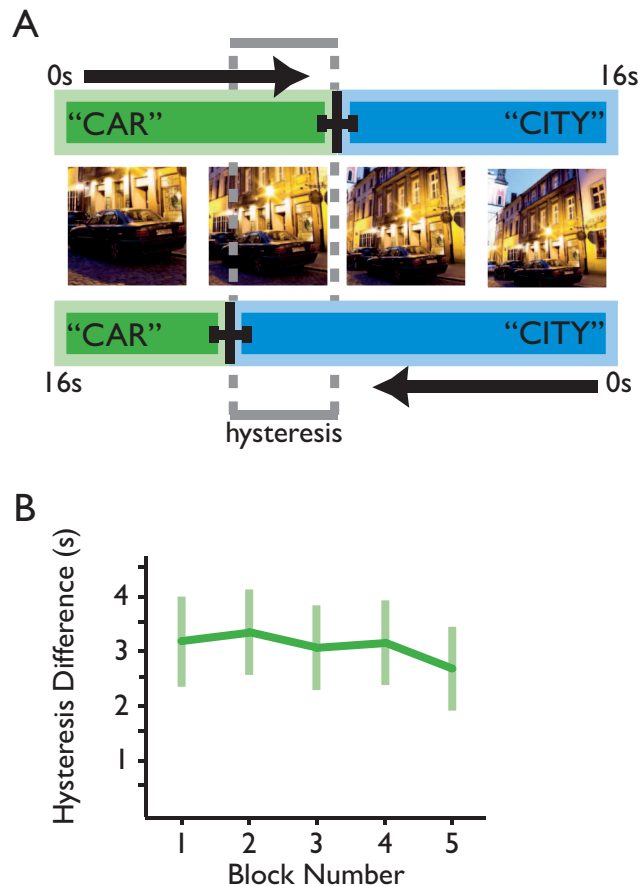 A
0s
16s
“CAR”
“CITY”
“CAR”
“CITY”
16s
0s
hysteresis
B
Hysteresis Difference (s)
4
3
2
1
1
2
3
4
5
Block Number